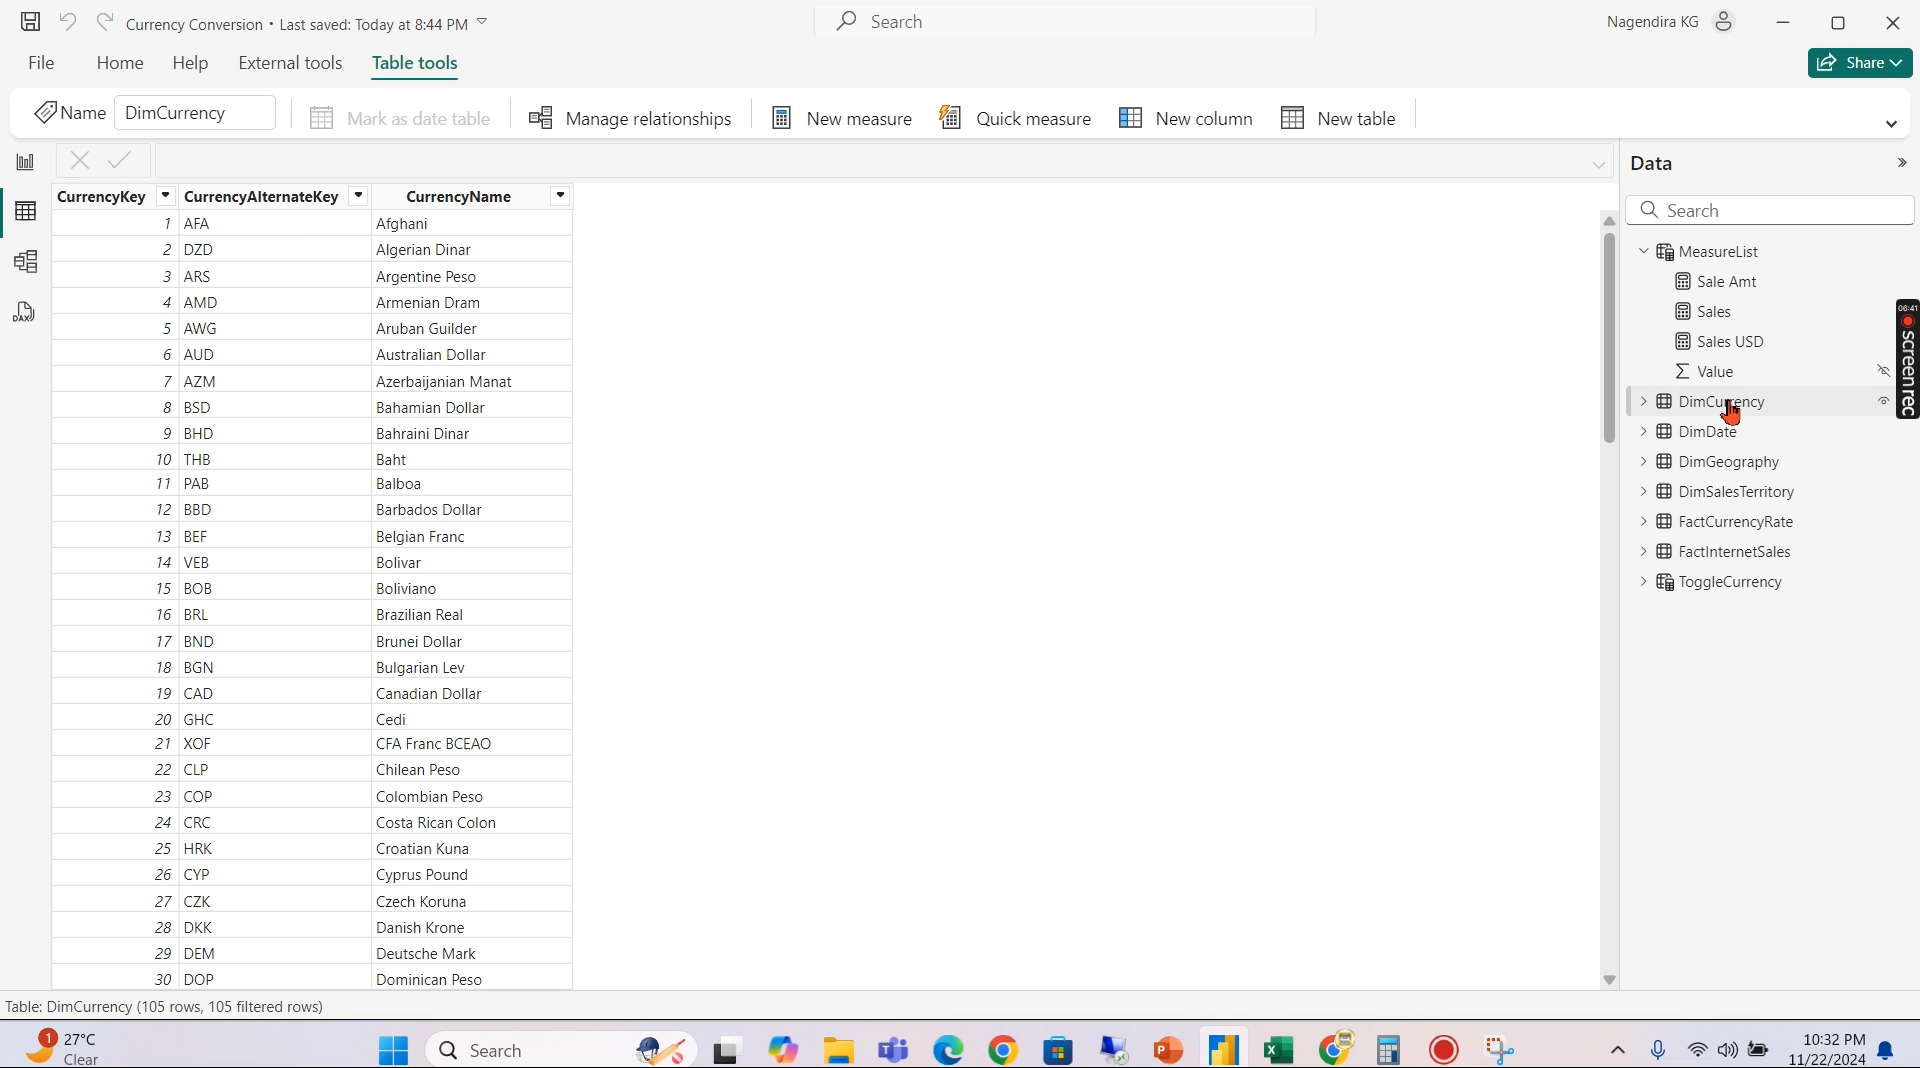 Currency Conversion • Last saved: Today at 8:44 PM
Search
Nagendira KG
File Home Help External tools Table tools
Share
Name DimCurrency Mark as date table Manage relationships New measure Quick measure New column New table
Data
Search
CurrencyKey CurrencyAlternateKey CurrencyName
1 AFA Afghani
2 DZD Algerian Dinar
3 ARS Argentine Peso
4 AMD Armenian Dram
5 AWG Aruban Guilder
6 AUD Australian Dollar
7 AZM Azerbaijanian Manat
8 BSD Bahamian Dollar
9 BHD Bahraini Dinar
10 THB Baht
11 PAB Balboa
12 BBD Barbados Dollar
13 BEF Belgian Franc
14 VEB Bolivar
15 BOB Boliviano
16 BRL Brazilian Real
17 BND Brunei Dollar
18 BGN Bulgarian Lev
19 CAD Canadian Dollar
20 GHC Cedi
21 XOF CFA Franc BCEAO
22 CLP Chilean Peso
23 COP Colombian Peso
24 CRC Costa Rican Colon
25 HRK Croatian Kuna
26 CYP Cyprus Pound
27 CZK Czech Koruna
28 DKK Danish Krone
29 DEM Deutsche Mark
30 DOP Dominican Peso
MeasureList
Sale Amt
Sales
Sales USD
Value
DimCurrency
DimDate
DimGeography
DimSalesTerritory
FactCurrencyRate
FactInternetSales
ToggleCurrency
06:41
screenrec
DAX
Table: DimCurrency (105 rows, 105 filtered rows)
1
27°C
Clear
Search
10:32 PM
11/22/2024